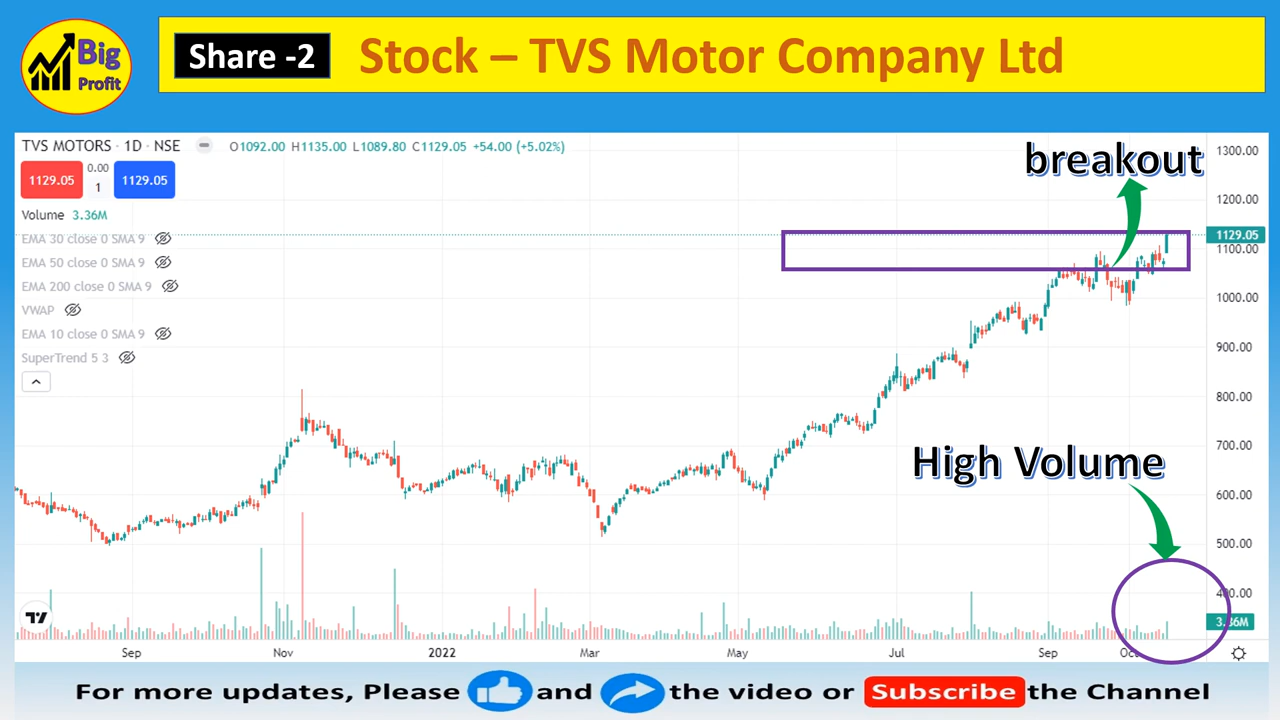 Big
Profit
Share -2
Stock – TVS Motor Company Ltd
TVS MOTORS · 1D · NSE
O1092.00 H1135.00 L1089.80 C1129.05 +54.00 (+5.02%)
1129.05
0.00
1
1129.05
Volume 3.36M
EMA 30 close 0 SMA 9
EMA 50 close 0 SMA 9
EMA 200 close 0 SMA 9
VWAP
EMA 10 close 0 SMA 9
SuperTrend 5 3
breakout
High Volume
1300.00
1200.00
1129.05
1100.00
1000.00
900.00
800.00
700.00
600.00
500.00
400.00
3.36M
Sep Nov 2022 Mar May Jul Sep Oct
For more updates, Please and the video or Subscribe the Channel